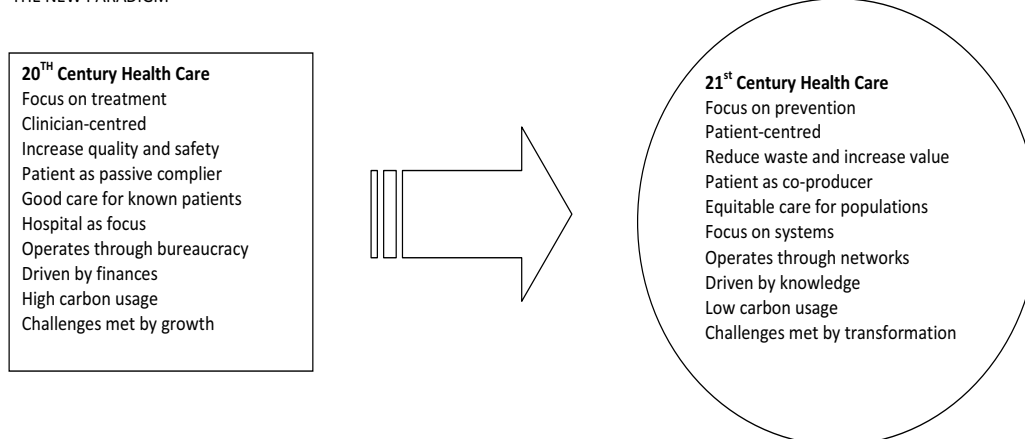 THE NEW PARADIGM
20TH Century Health Care
Focus on treatment
Clinician-centred
Increase quality and safety
Patient as passive complier
Good care for known patients
Hospital as focus
Operates through bureaucracy
Driven by finances
High carbon usage
Challenges met by growth
21st Century Health Care
Focus on prevention
Patient-centred
Reduce waste and increase value
Patient as co-producer
Equitable care for populations
Focus on systems
Operates through networks
Driven by knowledge
Low carbon usage
Challenges met by transformation